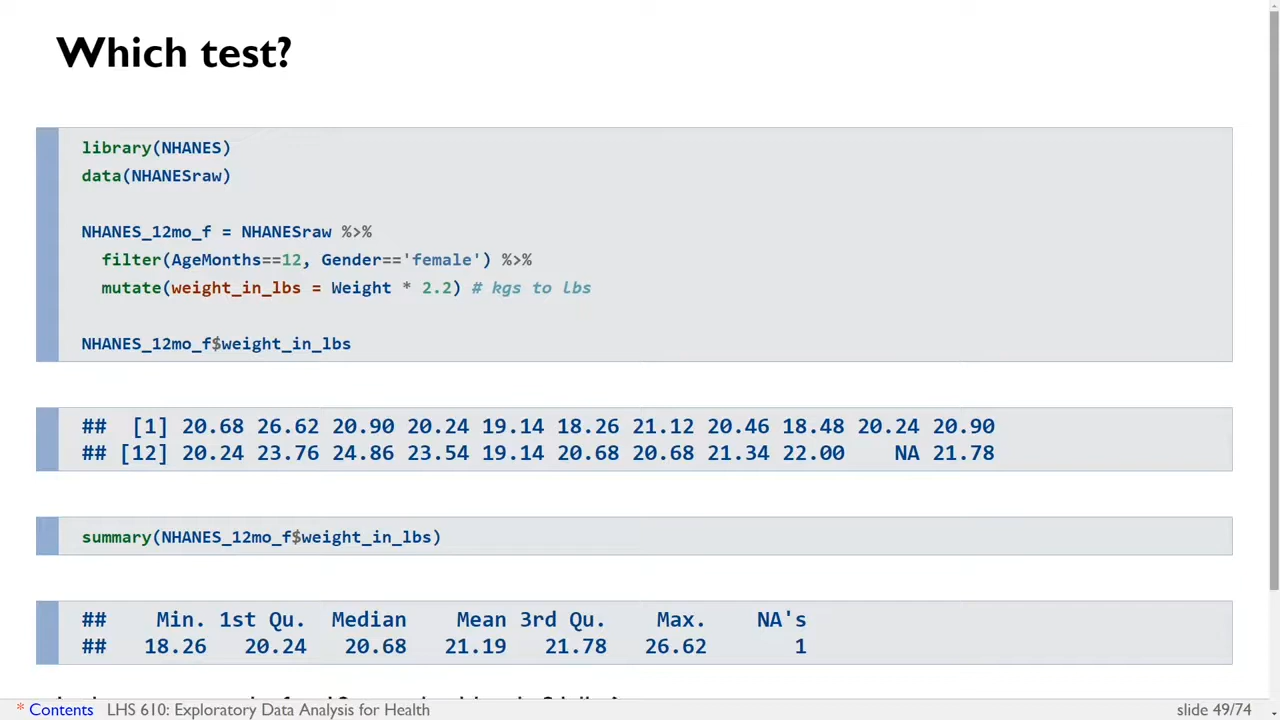 Which test?
library(NHANES)
data(NHANESraw)
NHANES_12mo_f = NHANESraw %>%
filter(AgeMonths==12, Gender=='female') %>%
mutate(weight_in_lbs = Weight * 2.2) # kgs to lbs
NHANES_12mo_f$weight_in_lbs
## [1] 20.68 26.62 20.90 20.24 19.14 18.26 21.12 20.46 18.48 20.24 20.90
## [12] 20.24 23.76 24.86 23.54 19.14 20.68 20.68 21.34 22.00 NA 21.78
summary(NHANES_12mo_f$weight_in_lbs)
## Min. 1st Qu. Median Mean 3rd Qu. Max. NA's
## 18.26 20.24 20.68 21.19 21.78 26.62 1
* Contents LHS 610: Exploratory Data Analysis for Health slide 49/74